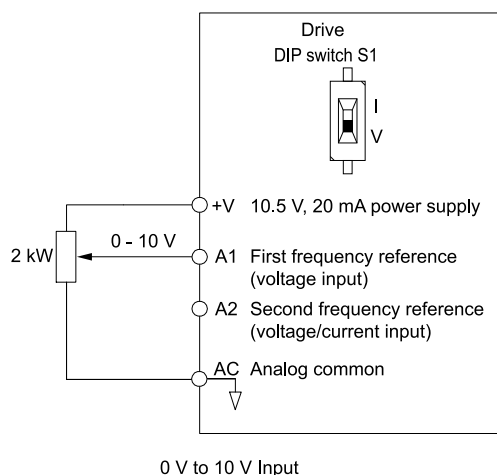 Drive
DIP switch S1
I
V
+V 10.5 V, 20 mA power supply
2 kW
0 - 10 V
A1 First frequency reference
(voltage input)
A2 Second frequency reference
(voltage/current input)
AC Analog common
0 V to 10 V Input